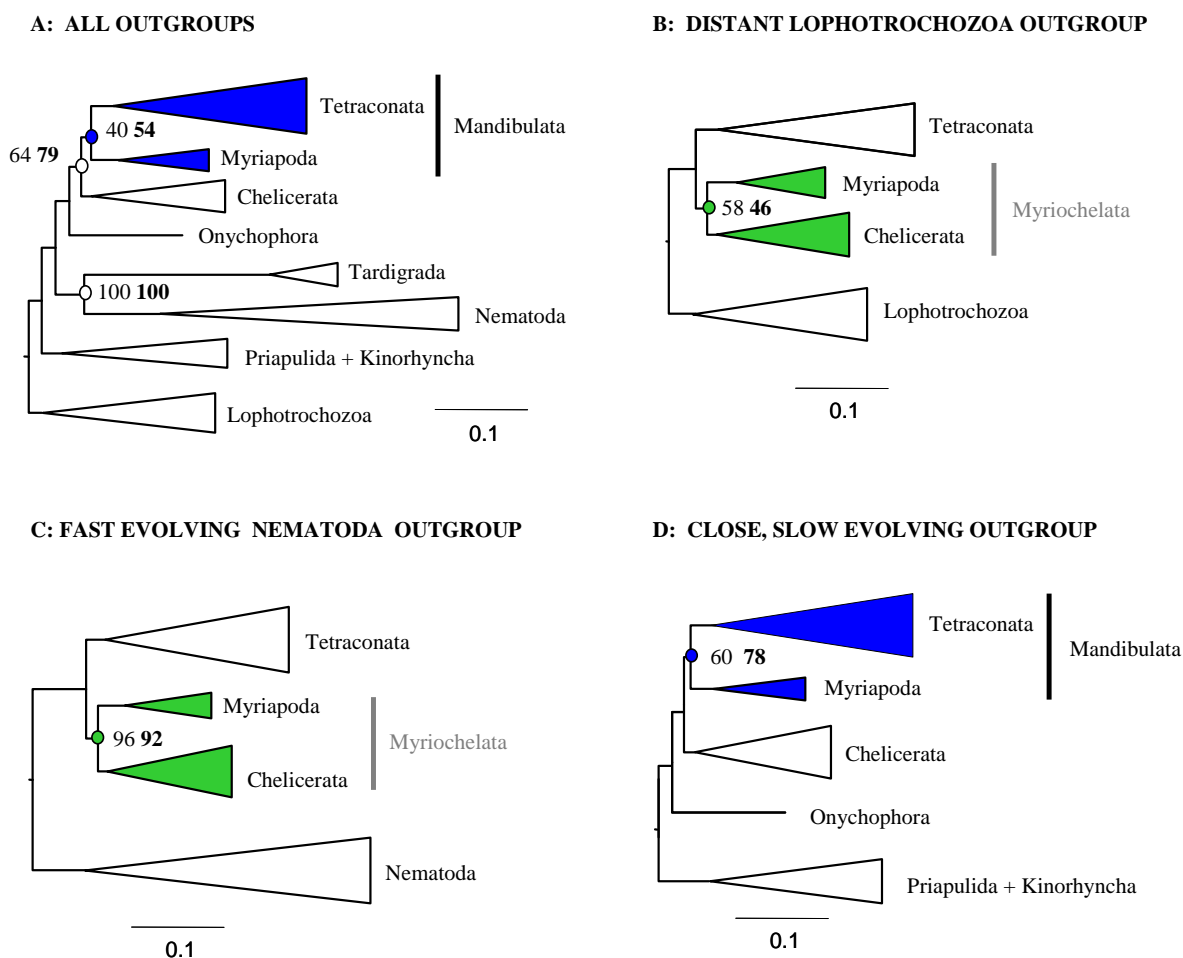 A: ALL OUTGROUPS
Tetraconata
40 54
Mandibulata
64 79
Myriapoda
Chelicerata
Onychophora
Tardigrada
100 100
Nematoda
Priapulida + Kinorhyncha
Lophotrochozoa
0.1
B: DISTANT LOPHOTROCHOZOA OUTGROUP
Tetraconata
Myriapoda
58 46
Myriochelata
Chelicerata
Lophotrochozoa
0.1
C: FAST EVOLVING NEMATODA OUTGROUP
Tetraconata
Myriapoda
96 92
Myriochelata
Chelicerata
Nematoda
0.1
D: CLOSE, SLOW EVOLVING OUTGROUP
Tetraconata
60 78
Mandibulata
Myriapoda
Chelicerata
Onychophora
Priapulida + Kinorhyncha
0.1